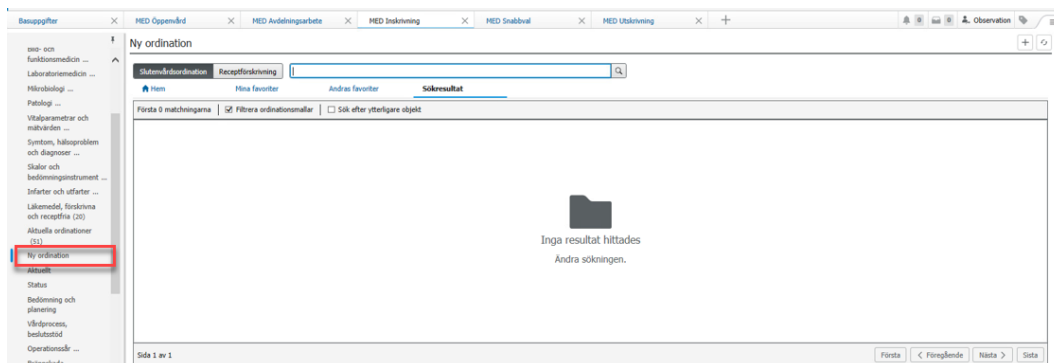 Basuppgifter
MED Öppenvård
MED Avdelningsarbete
MED Inskrivning
MED Snabbval
MED Utskrivning
0
0
Observation
Ny ordination
EKG- och
funktionsmedicin ...
Laboratoriemedicin ...
Mikrobiologi ...
Patologi ...
Vitalparametrar och
mätvärden ...
Symtom, hälsoproblem
och diagnoser ...
Skalor och
bedömningsinstrument ...
Infarter och utfarter ...
Läkemedel, förskrivna
och receptfria (20)
Aktuella ordinationer
(51)
Ny ordination
Aktuellt
Status
Bedömning och
planering
Vårdprocess,
beslutsstöd
Operationssår ...
Slutenvårdsordination
Receptförskrivning
Hem
Mina favoriter
Andras favoriter
Sökresultat
Första 0 matchningarna
Filtrera ordinationsmallar
Sök efter ytterligare objekt
Inga resultat hittades
Ändra sökningen.
Sida 1 av 1
Första
Föregående
Nästa
Sista